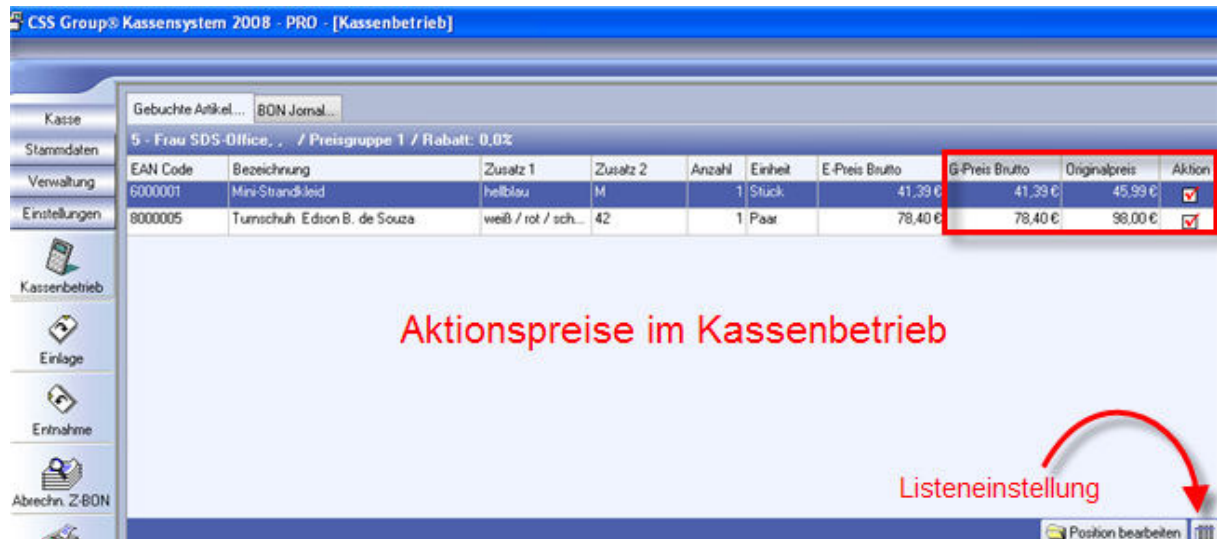 CSS Group® Kassensystem 2008 - PRO - [Kassenbetrieb]
Kasse
Stammdaten
Verwaltung
Einstellungen
Kassenbetrieb
Einlage
Entnahme
Abrechn. Z-BON
Gebuchte Artikel... BON Jornal...
5 - Frau SDS-Office, , / Preisgruppe 1 / Rabatt: 0,0%
EAN Code Bezeichnung Zusatz 1 Zusatz 2 Anzahl Einheit E-Preis Brutto G-Preis Brutto Originalpreis Aktion
6000001 Mini-Strandkleid hellblau M 1 Stück 41,39 € 41,39 € 45,99 €
8000005 Turnschuh Edson B. de Souza weiß / rot / sch... 42 1 Paar 78,40 € 78,40 € 98,00 €
Aktionspreise im Kassenbetrieb
Listeneinstellung
Position bearbeiten